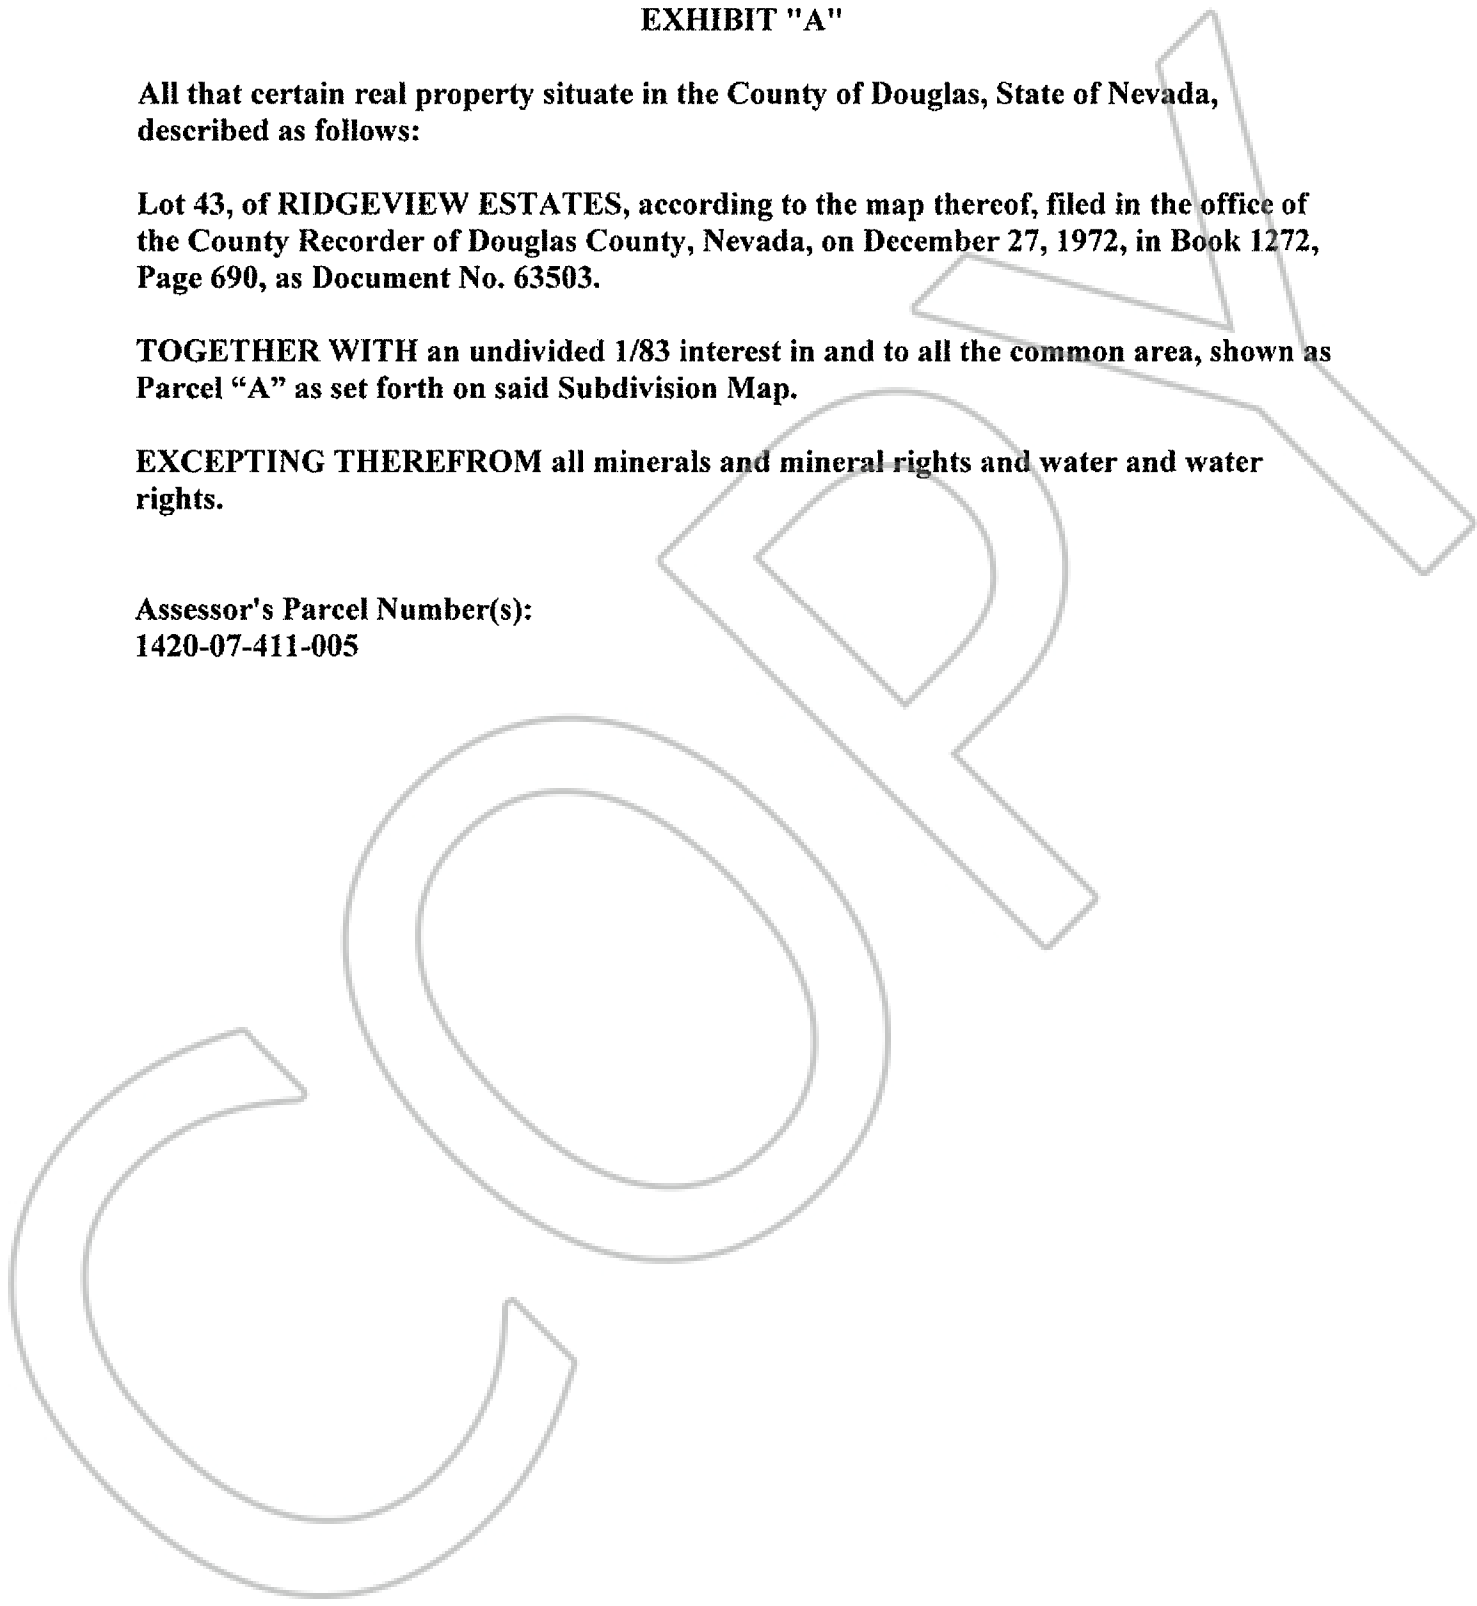 EXHIBIT "A"
All that certain real property situate in the County of Douglas, State of Nevada,
described as follows:
Lot 43, of RIDGEVIEW ESTATES, according to the map thereof, filed in the office of
the County Recorder of Douglas County, Nevada, on December 27, 1972, in Book 1272,
Page 690, as Document No. 63503.
TOGETHER WITH an undivided 1/83 interest in and to all the common area, shown as
Parcel “A” as set forth on said Subdivision Map.
EXCEPTING THEREFROM all minerals and mineral rights and water and water
rights.
Assessor's Parcel Number(s):
1420-07-411-005
COPY